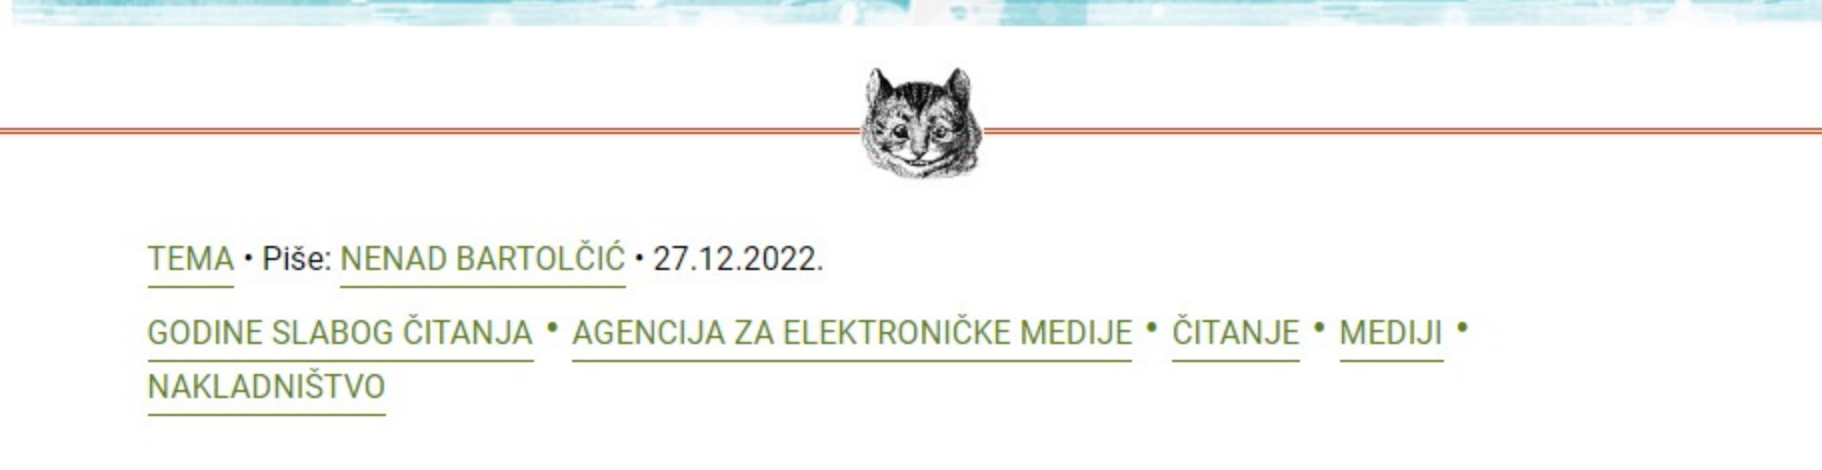 TEMA • Piše: NENAD BARTOLČIĆ • 27.12.2022.
GODINE SLABOG ČITANJA • AGENCIJA ZA ELEKTRONIČKE MEDIJE • ČITANJE • MEDIJI •
NAKLADNIŠTVO